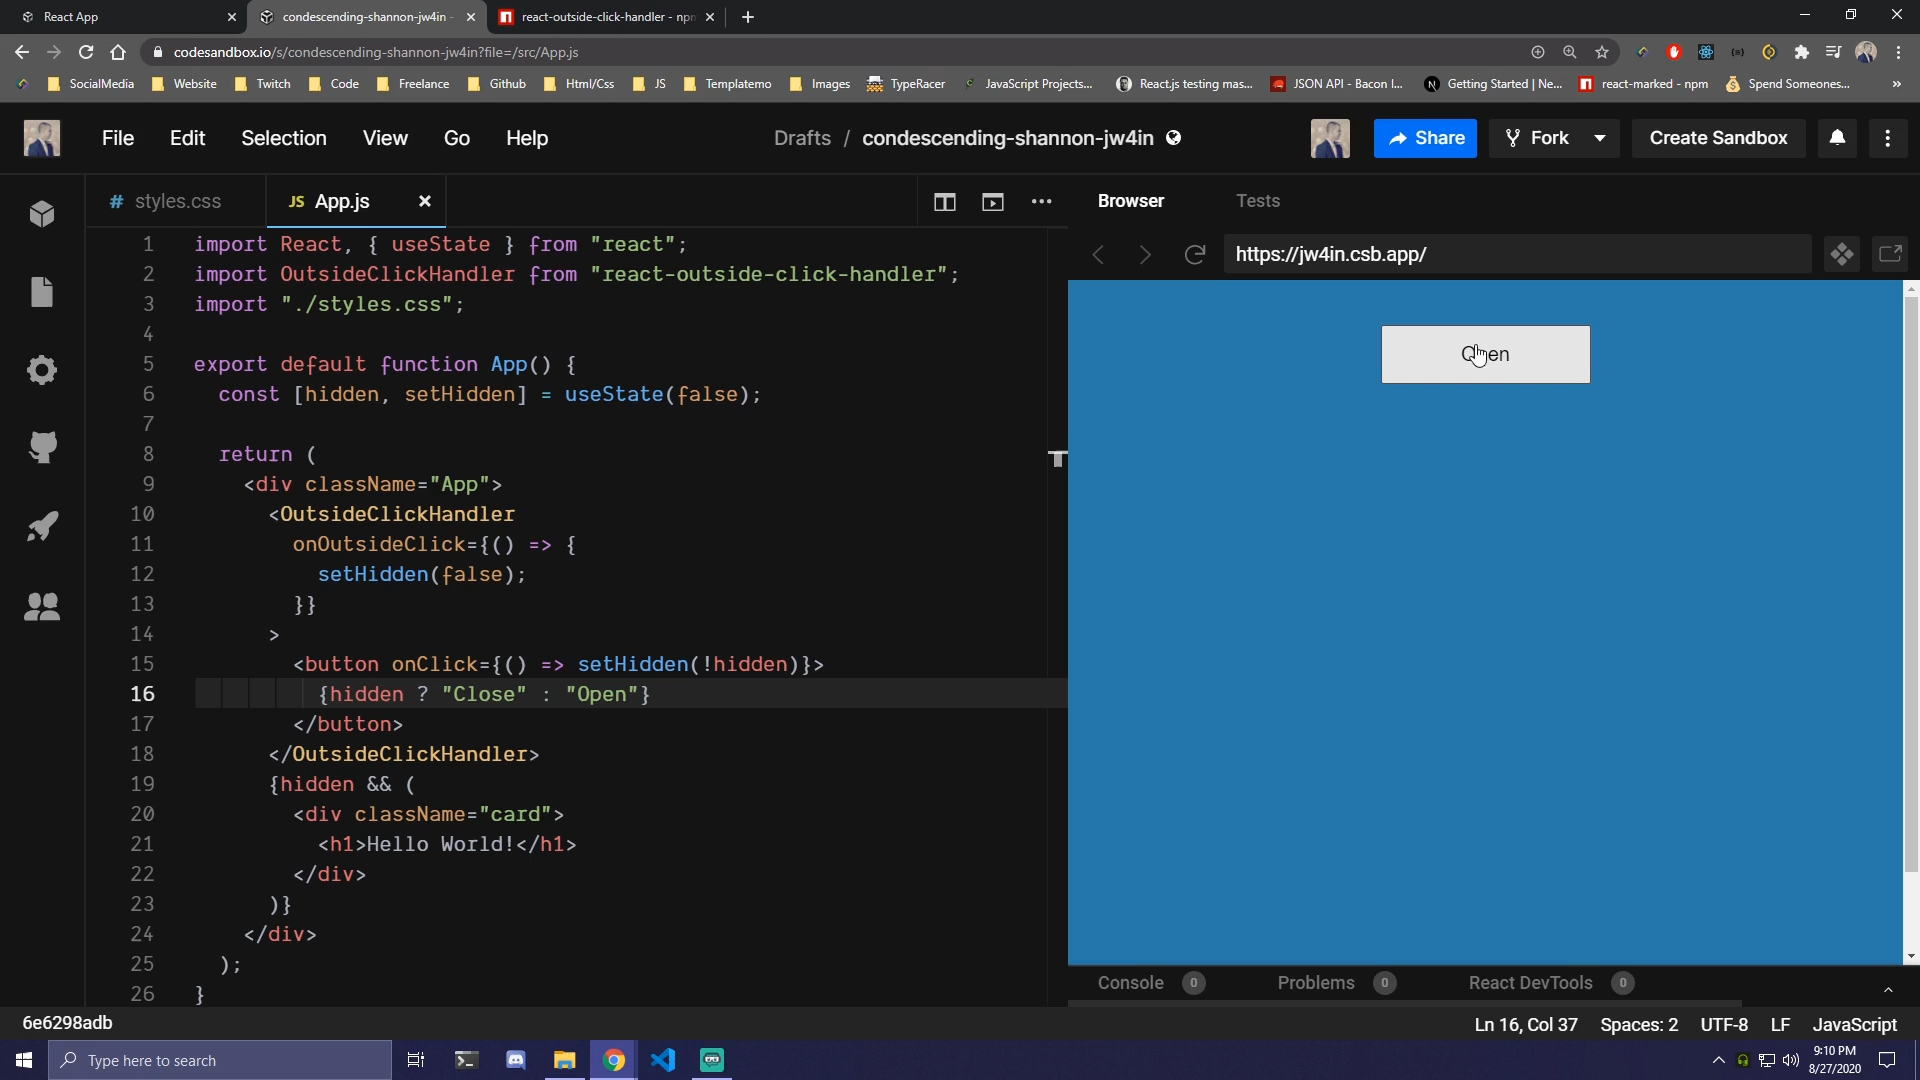 React App
condescending-shannon-jw4in -
react-outside-click-handler - npm
codesandbox.io/s/condescending-shannon-jw4in?file=/src/App.js
SocialMedia
Website
Twitch
Code
Freelance
Github
Html/Css
JS
Templatemo
Images
TypeRacer
JavaScript Projects...
React.js testing mas...
JSON API - Bacon I...
Getting Started | Ne...
react-marked - npm
Spend Someones...
»
File
Edit
Selection
View
Go
Help
Drafts / condescending-shannon-jw4in
Share
Fork
Create Sandbox
# styles.css
JS App.js
Browser
Tests
https://jw4in.csb.app/
1 import React, { useState } from "react";
2 import OutsideClickHandler from "react-outside-click-handler";
3 import "./styles.css";
4
5 export default function App() {
6 const [hidden, setHidden] = useState(false);
7
8 return (
9 <div className="App">
10 <OutsideClickHandler
11 onOutsideClick={() => {
12 setHidden(false);
13 }}
14 >
15 <button onClick={() => setHidden(!hidden)}>
16 {hidden ? "Close" : "Open"}
17 </button>
18 </OutsideClickHandler>
19 {hidden && (
20 <div className="card">
21 <h1>Hello World!</h1>
22 </div>
23 )}
24 </div>
25 );
26 }
Open
Console 0
Problems 0
React DevTools 0
6e6298adb
Ln 16, Col 37
Spaces: 2
UTF-8
LF
JavaScript
Type here to search
9:10 PM
8/27/2020